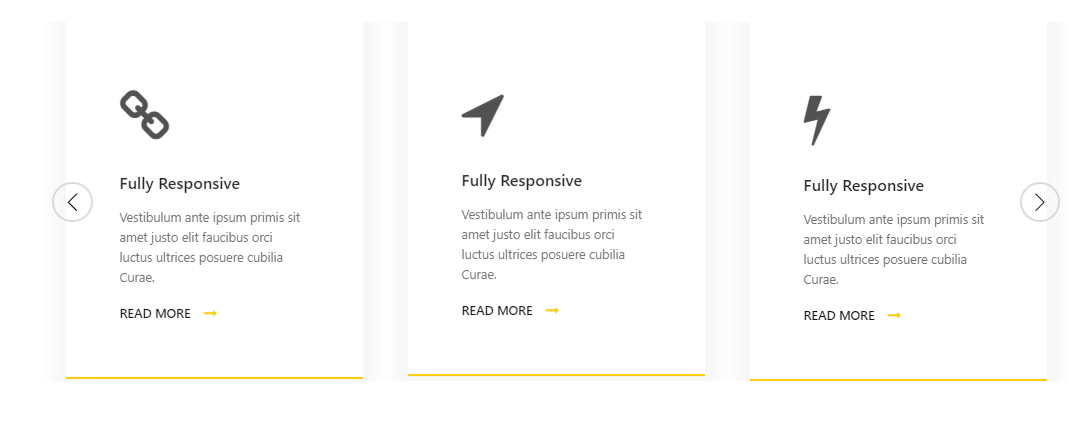 Fully Responsive
Vestibulum ante ipsum primis sit
amet justo elit faucibus orci
luctus ultrices posuere cubilia
Curae.
READ MORE
Fully Responsive
Vestibulum ante ipsum primis sit
amet justo elit faucibus orci
luctus ultrices posuere cubilia
Curae.
READ MORE
Fully Responsive
Vestibulum ante ipsum primis sit
amet justo elit faucibus orci
luctus ultrices posuere cubilia
Curae.
READ MORE